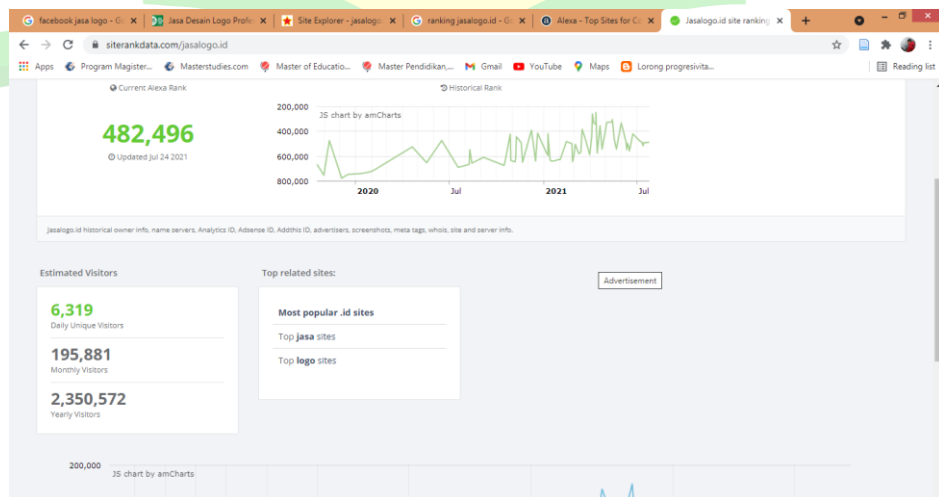 facebook jasa logo - G
Jasa Desain Logo Profe
Site Explorer - jasalogo.
ranking jasalogo.id - G
Alexa - Top Sites for Co
Jasalogo.id site ranking
siterankdata.com/jasalogo.id
Apps
Program Magister...
Masterstudies.com
Master of Educatio...
Master Pendidikan,...
Gmail
YouTube
Maps
Lorong progresivita...
Reading list
Current Alexa Rank
Historical Rank
482,496
Updated Jul 24 2021
JS chart by amCharts
200,000
400,000
600,000
800,000
2020
Jul
2021
Jul
Jasalogo.id historical owner info, name servers, Analytics ID, Adsense ID, Addthis ID, advertisers, screenshots, meta tags, whois, site and server info.
Estimated Visitors
6,319
Daily Unique Visitors
195,881
Monthly Visitors
2,350,572
Yearly Visitors
Top related sites:
Most popular .id sites
Top jasa sites
Top logo sites
Advertisement
200,000
JS chart by amCharts